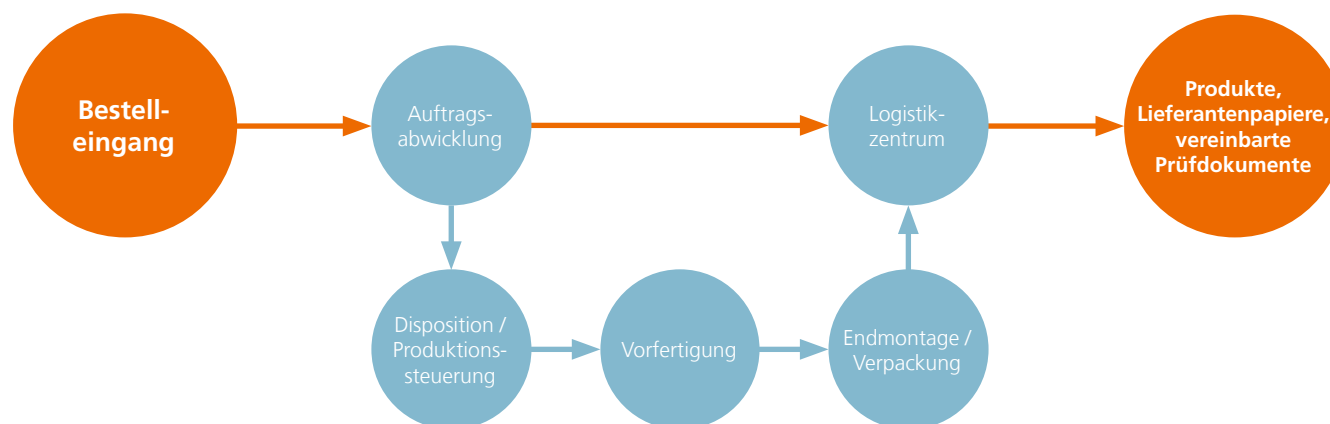 Bestell-
eingang
Auftrags-
abwicklung
Logistik-
zentrum
Produkte,
Lieferantenpapiere,
vereinbarte
Prüfdokumente
Disposition /
Produktions-
steuerung
Vorfertigung
Endmontage /
Verpackung